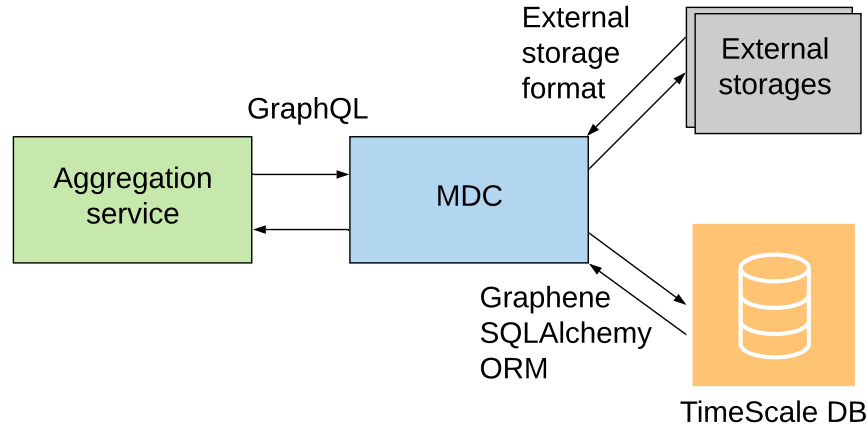 External
storage
format
External
storages
GraphQL
Aggregation
service
MDC
Graphene
SQLAlchemy
ORM
TimeScale DB